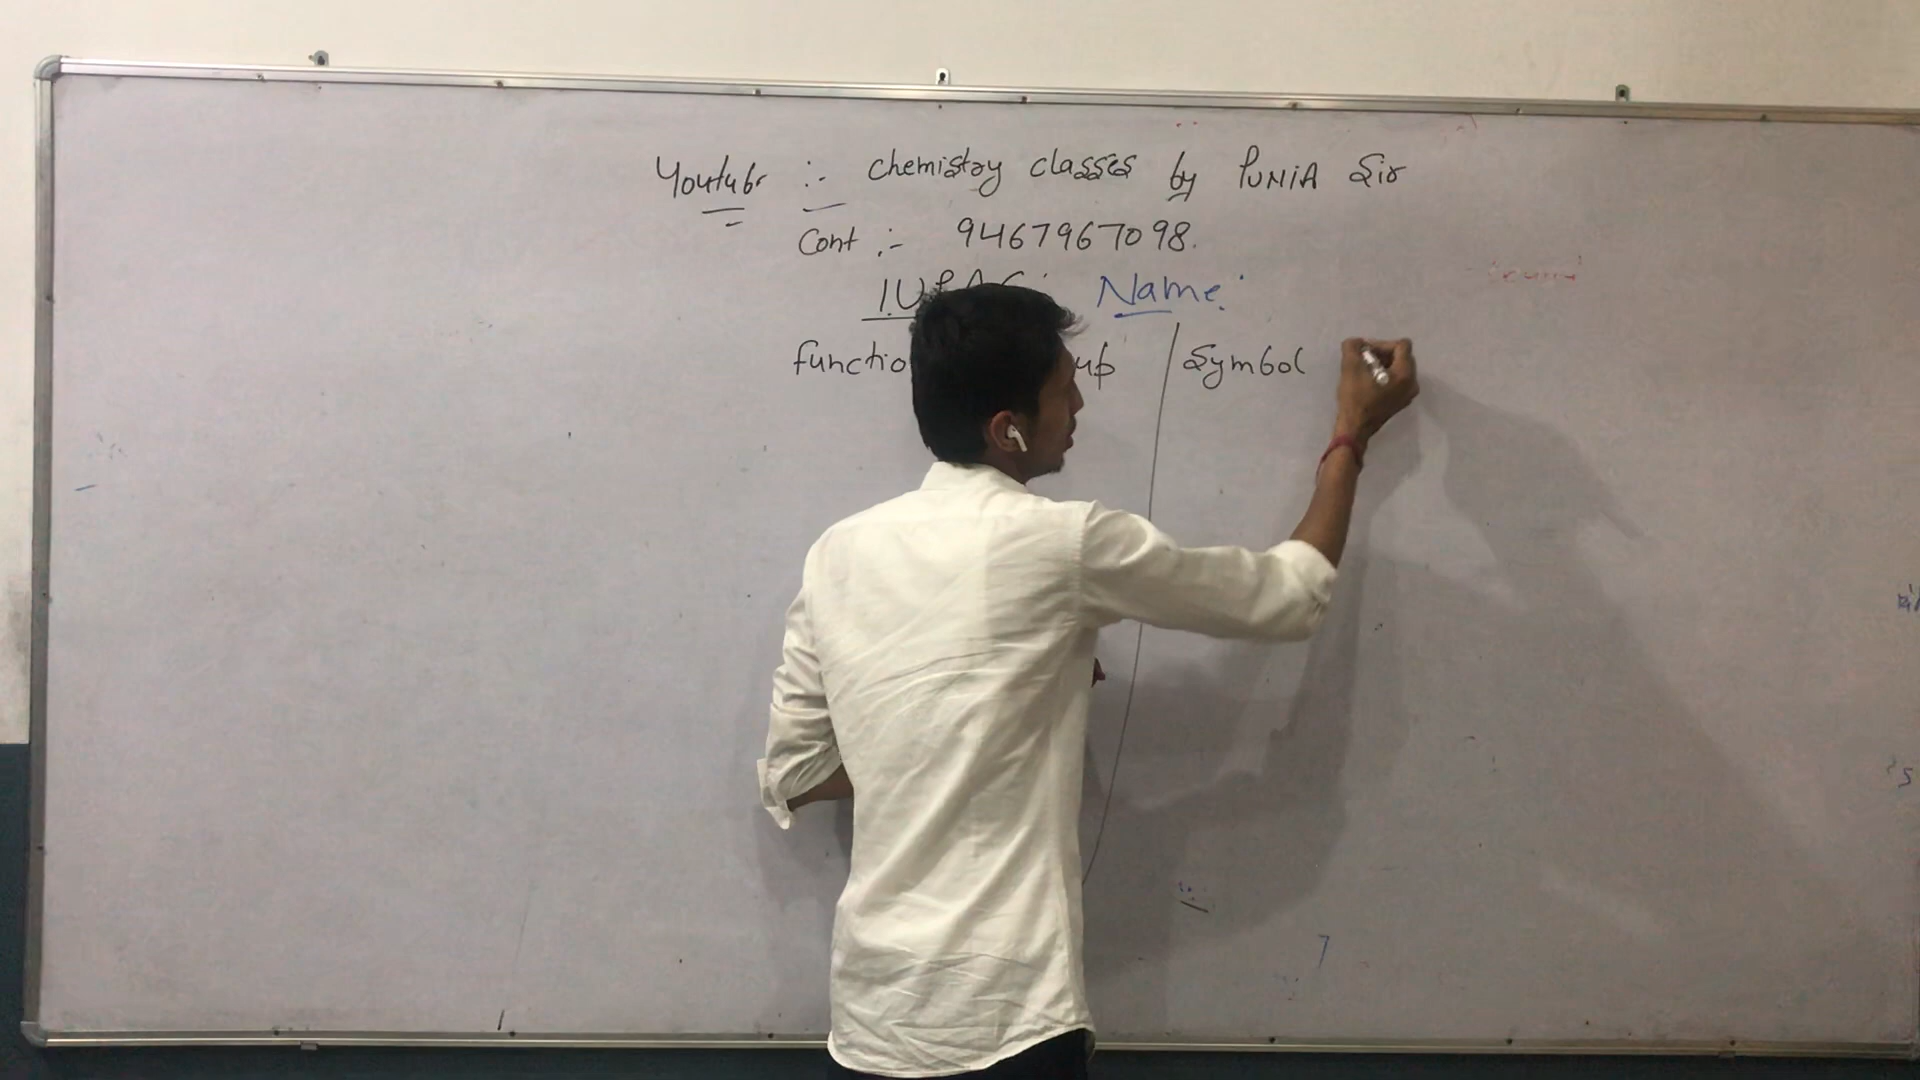 Youtube :- Chemistry classes by PUNIA Sir
Cont :- 9467967098.
Name.
Symbol